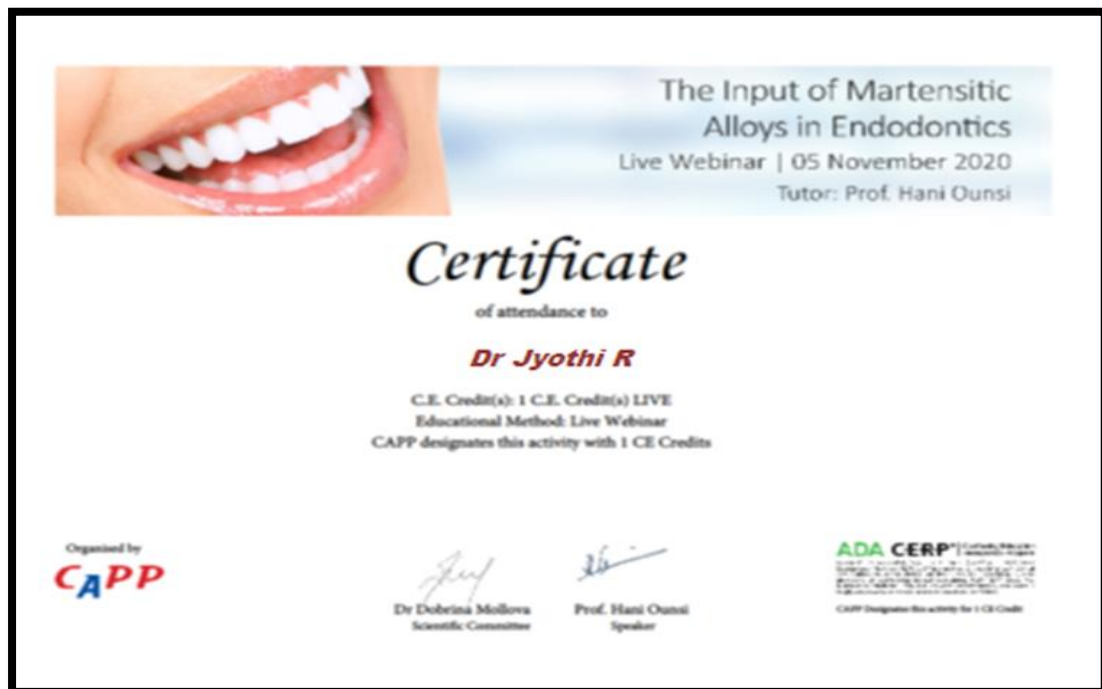 The Input of Martensitic
Alloys in Endodontics
Live Webinar | 05 November 2020
Tutor: Prof. Hani Ounsi
Certificate
of attendance to
Dr Jyothi R
C.E. Credit(s): 1 C.E. Credit(s) LIVE
Educational Method: Live Webinar
CAPP designates this activity with 1 CE Credits
Organised by
CAPP
Dr Dobrina Mollova
Scientific Committee
Prof. Hani Ounsi
Speaker
ADA CERP
CAPP Designates this activity for 1 CE Credit